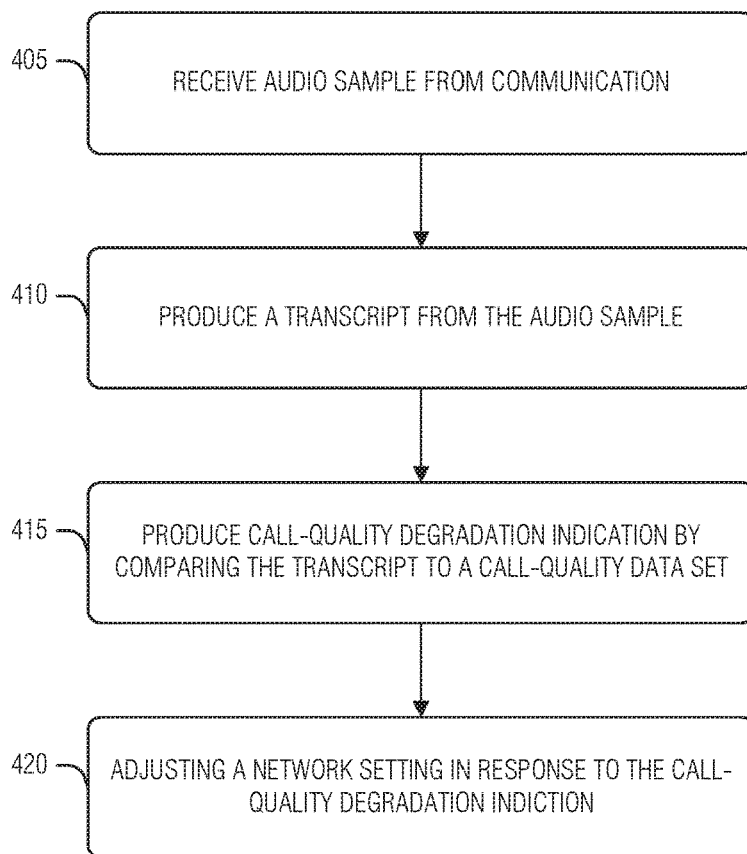 405
RECEIVE AUDIO SAMPLE FROM COMMUNICATION
410
PRODUCE A TRANSCRIPT FROM THE AUDIO SAMPLE
415
PRODUCE CALL-QUALITY DEGRADATION INDICATION BY
COMPARING THE TRANSCRIPT TO A CALL-QUALITY DATA SET
420
ADJUSTING A NETWORK SETTING IN RESPONSE TO THE CALL-
QUALITY DEGRADATION INDICTION